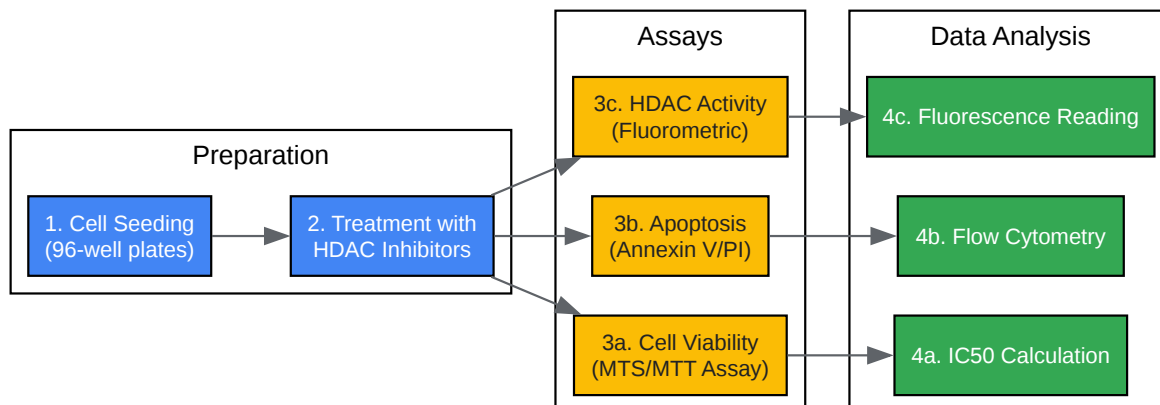 Preparation
1. Cell Seeding
(96-well plates)
2. Treatment with
HDAC Inhibitors
Assays
3c. HDAC Activity
(Fluorometric)
3b. Apoptosis
(Annexin V/PI)
3a. Cell Viability
(MTS/MTT Assay)
Data Analysis
4c. Fluorescence Reading
4b. Flow Cytometry
4a. IC50 Calculation